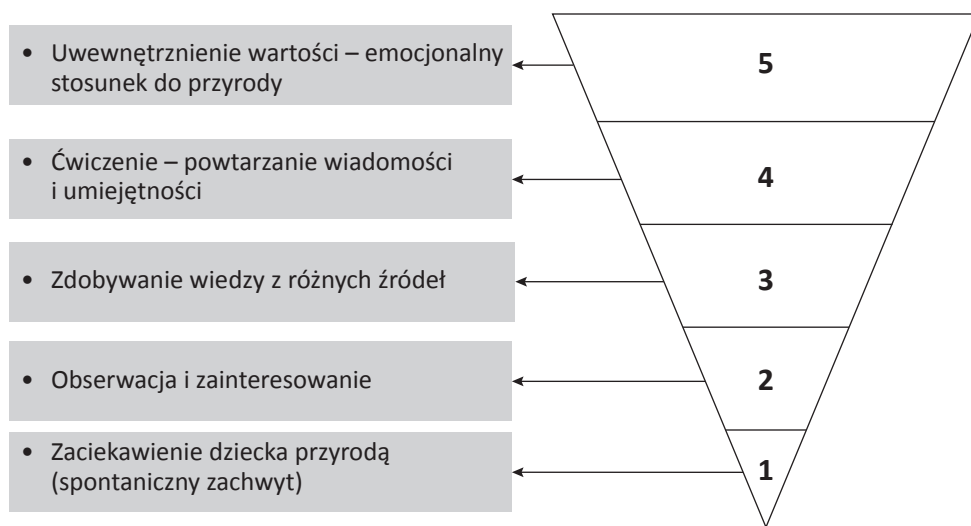 • Uwewnętrznienie wartości – emocjonalny
stosunek do przyrody
5
• Ćwiczenie – powtarzanie wiadomości
i umiejętności
4
• Zdobywanie wiedzy z różnych źródeł
3
• Obserwacja i zainteresowanie
2
• Zaciekawienie dziecka przyrodą
(spontaniczny zachwyt)
1